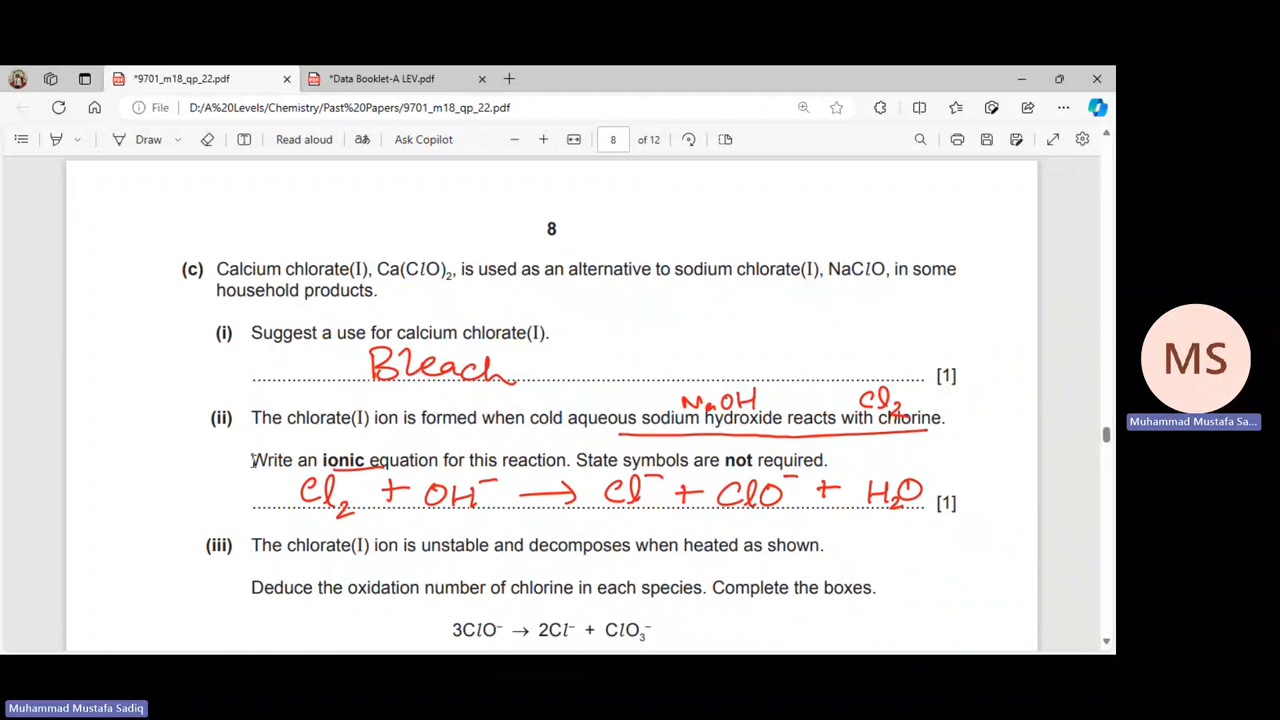 *9701_m18_qp_22.pdf
*Data Booklet-A LEV.pdf
File
D:/A%20Levels/Chemistry/Past%20Papers/9701_m18_qp_22.pdf
Draw
Read aloud
aあ
Ask Copilot
8
of 12
8
(c) Calcium chlorate(I), Ca(ClO)₂, is used as an alternative to sodium chlorate(I), NaClO, in some
household products.
(i) Suggest a use for calcium chlorate(I).
Bleach
[1]
NaOH Cl₂
(ii) The chlorate(I) ion is formed when cold aqueous sodium hydroxide reacts with chlorine.
Write an ionic equation for this reaction. State symbols are not required.
Cl₂ + OH⁻ → Cl⁻ + ClO⁻ + H₂O
[1]
(iii) The chlorate(I) ion is unstable and decomposes when heated as shown.
Deduce the oxidation number of chlorine in each species. Complete the boxes.
3ClO⁻ → 2Cl⁻ + ClO₃⁻
MS
Muhammad Mustafa Sa...
Muhammad Mustafa Sadiq